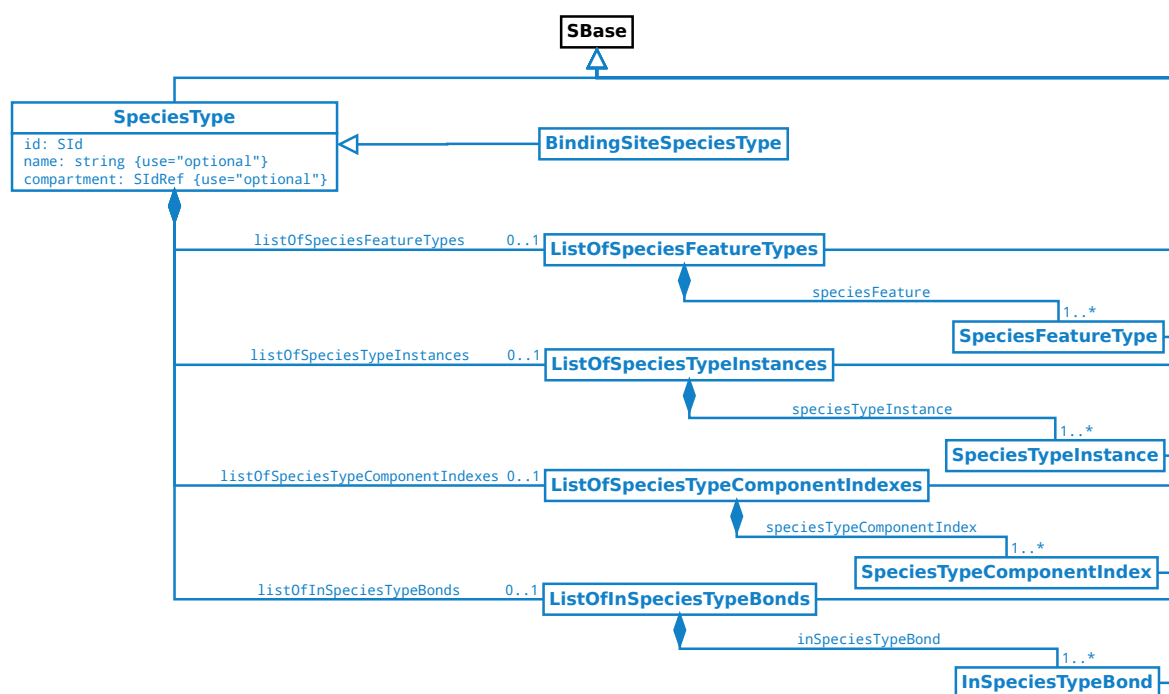 SBase
SpeciesType
id: SId
name: string {use="optional"}
compartment: SIdRef {use="optional"}
BindingSiteSpeciesType
listOfSpeciesFeatureTypes 0..1
ListOfSpeciesFeatureTypes
speciesFeature
1..*
SpeciesFeatureType
listOfSpeciesTypeInstances 0..1
ListOfSpeciesTypeInstances
speciesTypeInstance
1..*
SpeciesTypeInstance
listOfSpeciesTypeComponentIndexes 0..1
ListOfSpeciesTypeComponentIndexes
speciesTypeComponentIndex
1..*
SpeciesTypeComponentIndex
listOfInSpeciesTypeBonds 0..1
ListOfInSpeciesTypeBonds
inSpeciesTypeBond
1..*
InSpeciesTypeBond